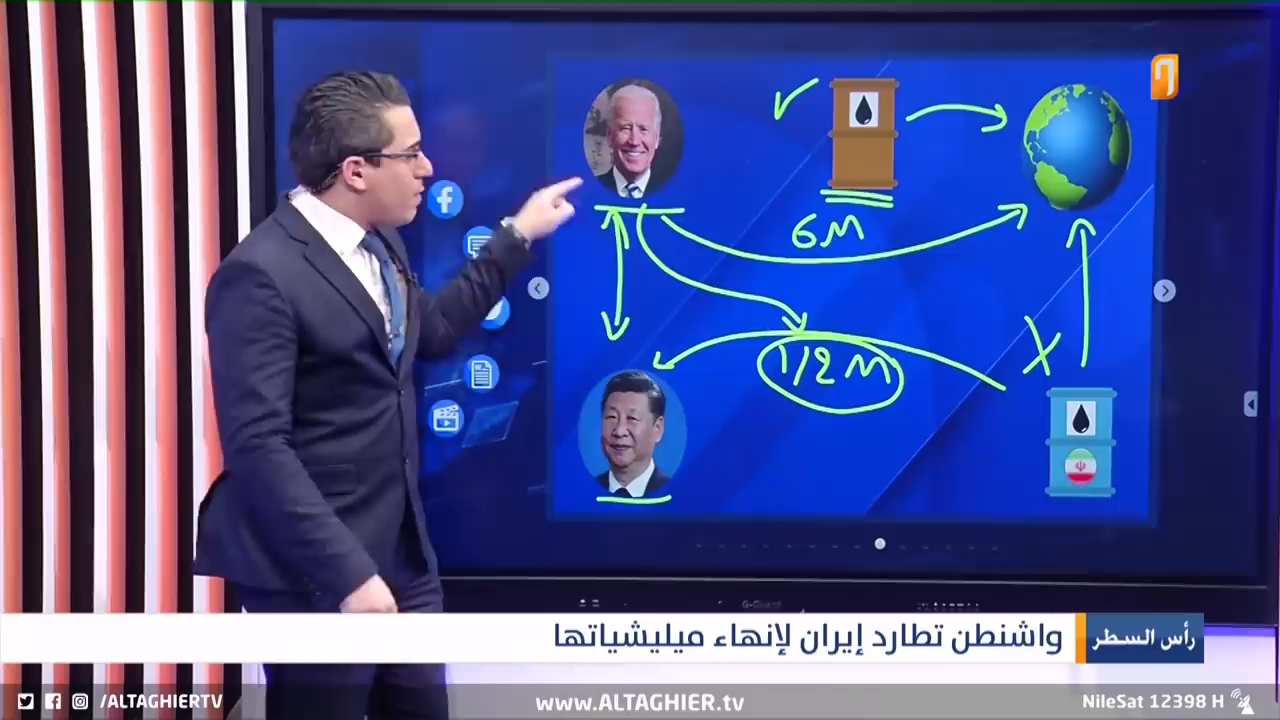 6M
1/2 M
X
رأس السطر
واشنطن تطارد إيران لإنهاء ميليشياتها
/ALTAGHIERTV
www.ALTAGHIER.tv
NileSat 12398 H